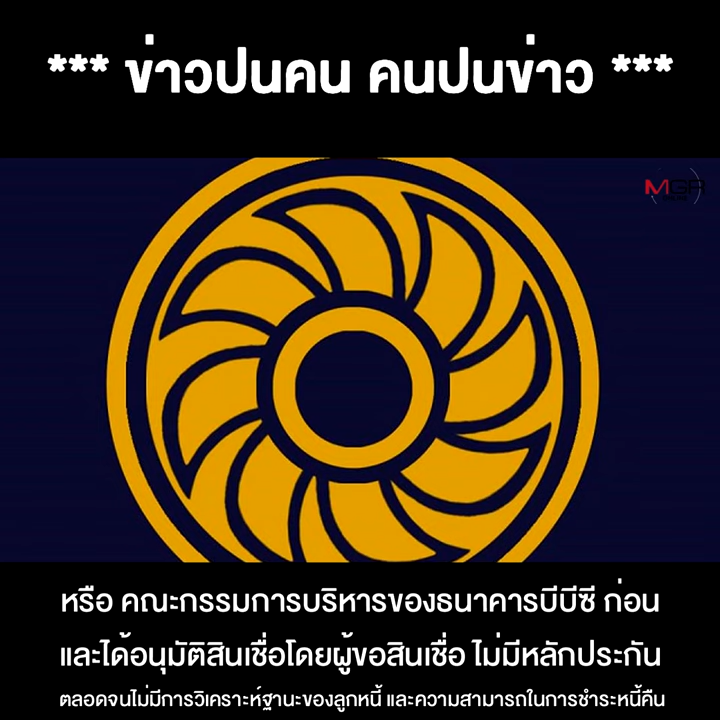 *** ข่าวปนคน คนปนข่าว ***
MGR
หรือ คณะกรรมการบริหารของธนาคารบีบีซี ก่อน
และได้อนุมัติสินเชื่อโดยผู้ขอสินเชื่อ ไม่มีหลักประกัน
ตลอดจนไม่มีการวิเคราะห์ฐานะของลูกหนี้ และความสามารถในการชำระหนี้คืน